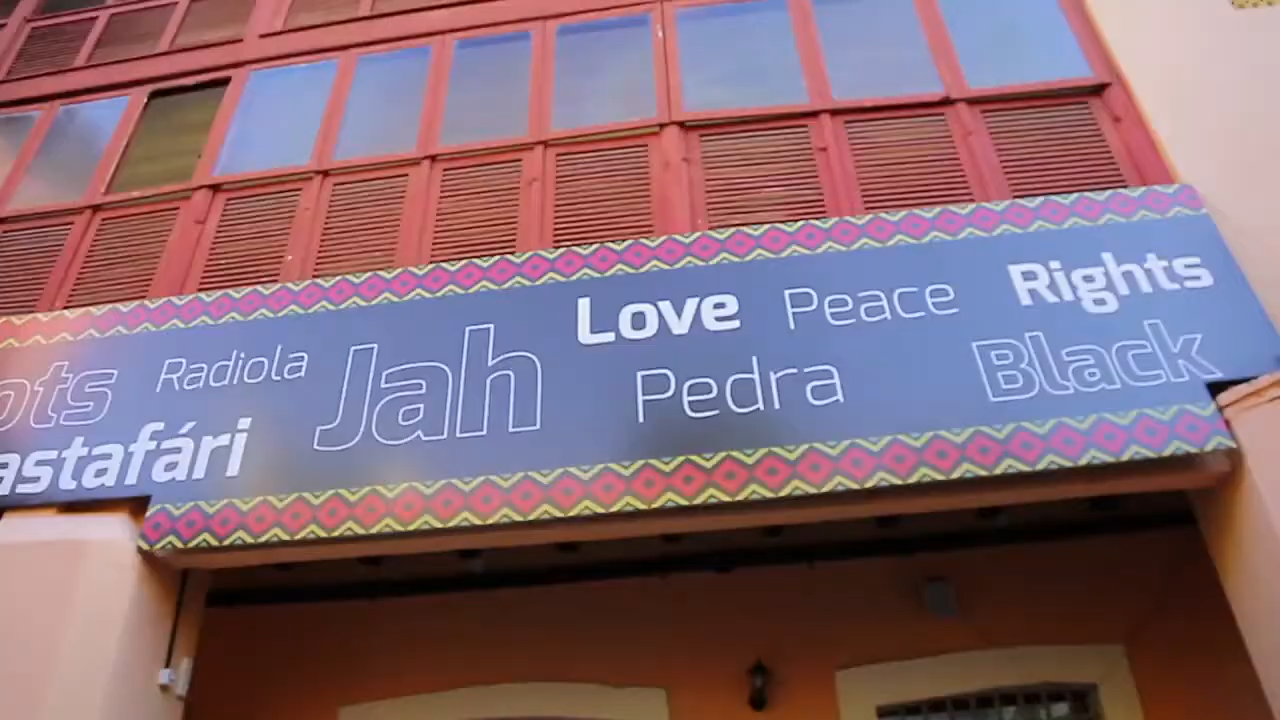 ots
Radiola
astafári
Jah
Love
Peace
Pedra
Rights
Black